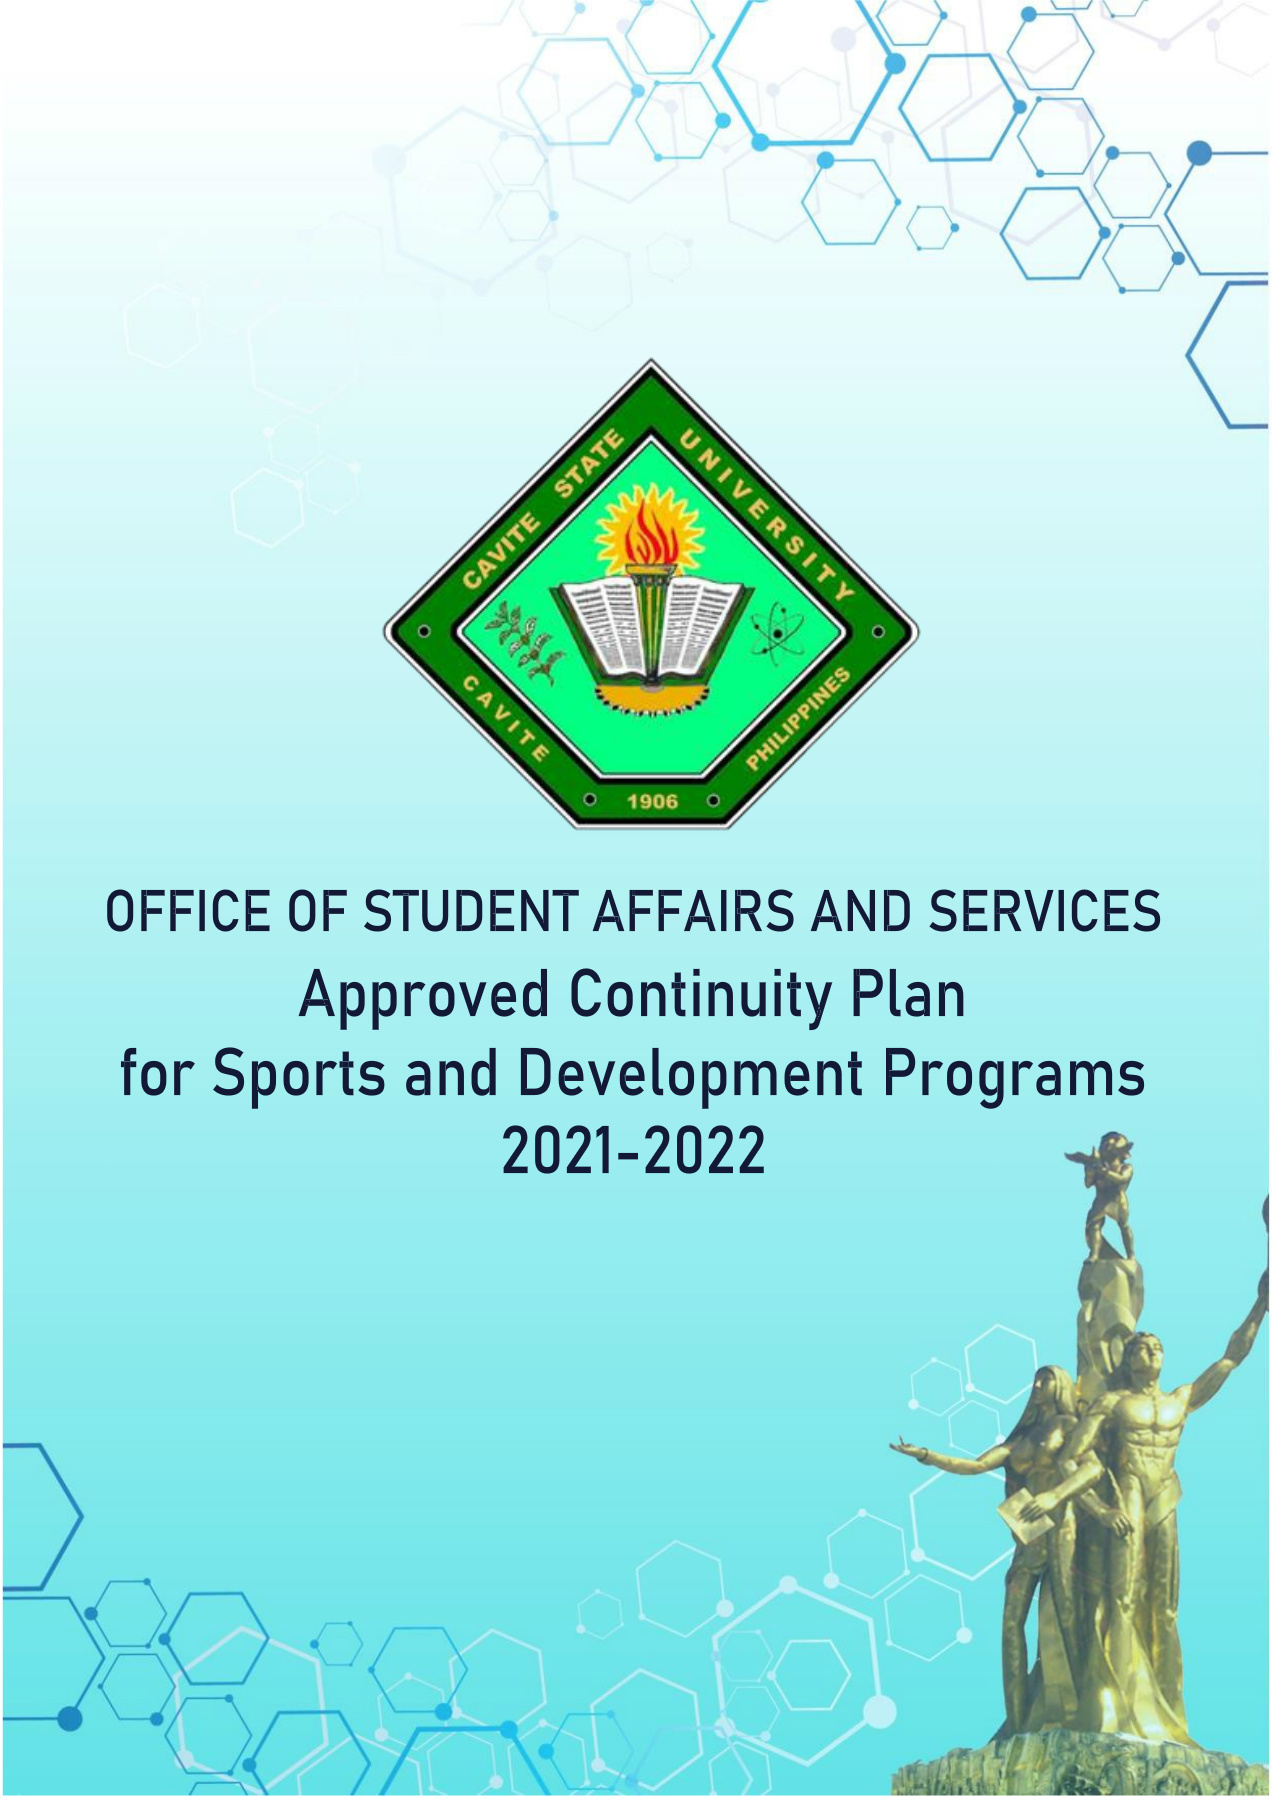 CAVITE STATE UNIVERSITY
CAVITE
PHILIPPINES
1906
OFFICE OF STUDENT AFFAIRS AND SERVICES
Approved Continuity Plan
for Sports and Development Programs
2021-2022